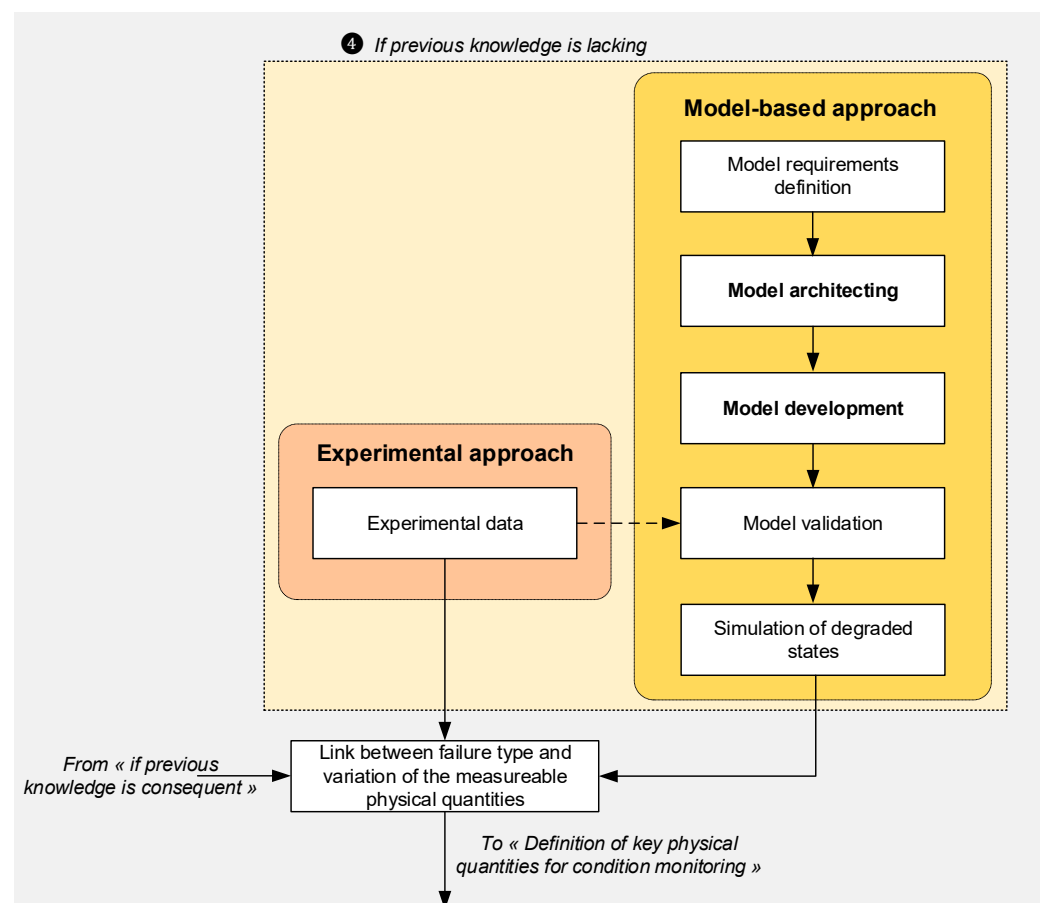 ❹ If previous knowledge is lacking
Model-based approach
Model requirements
definition
Model architecting
Model development
Experimental approach
Experimental data
Model validation
Simulation of degraded
states
Link between failure type and
variation of the measureable
physical quantities
From « if previous
knowledge is consequent »
To « Definition of key physical
quantities for condition monitoring »